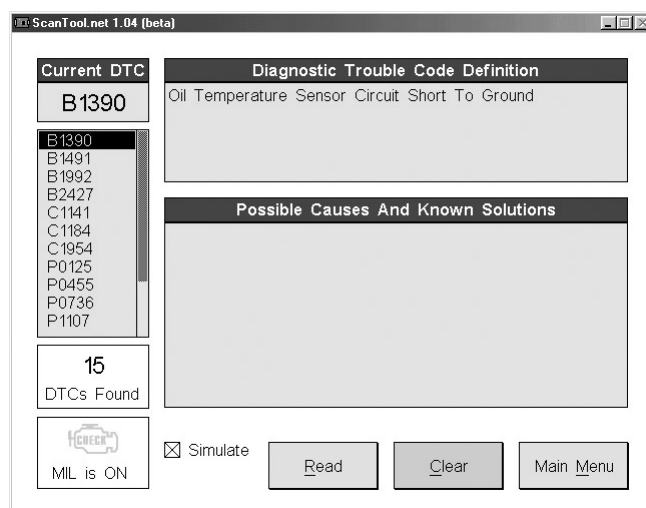 ScanTool.net 1.04 (beta)
Current DTC
B1390
Diagnostic Trouble Code Definition
Oil Temperature Sensor Circuit Short To Ground
B1390
B1491
B1992
B2427
C1141
C1184
C1954
P0125
P0455
P0736
P1107
Possible Causes And Known Solutions
15
DTCs Found
CHECK
MIL is ON
Simulate
Read
Clear
Main Menu